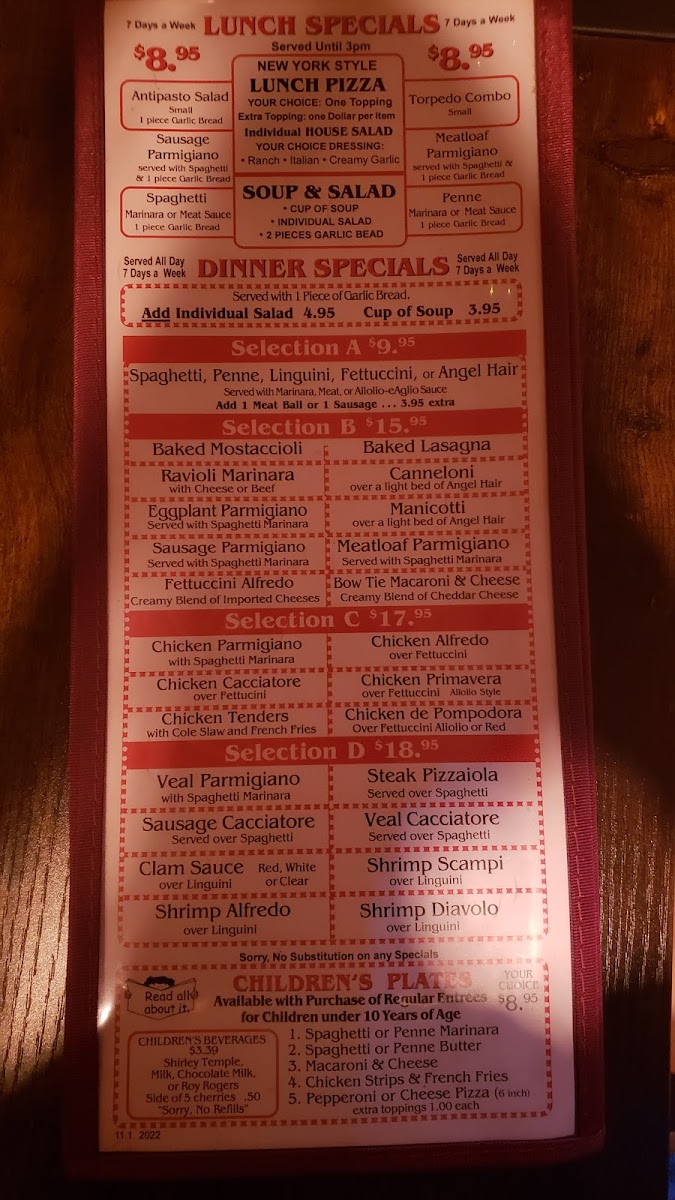 7 Days a Week LUNCH SPECIALS 7 Days a Week
$8.95 Served Until 3pm $8.95
Antipasto Salad
Small
1 piece Garlic Bread
Sausage
Parmigiano
served with Spaghetti
& 1 piece Garlic Bread
Spaghetti
Marinara or Meat Sauce
1 piece Garlic Bread
NEW YORK STYLE
LUNCH PIZZA
YOUR CHOICE: One Topping
Extra Topping: one Dollar per item
Individual HOUSE SALAD
YOUR CHOICE DRESSING:
• Ranch • Italian • Creamy Garlic
SOUP & SALAD
• CUP OF SOUP
• INDIVIDUAL SALAD
• 2 PIECES GARLIC BEAD
Torpedo Combo
Small
Meatloaf
Parmigiano
served with Spaghetti &
1 piece Garlic Bread
Penne
Marinara or Meat Sauce
1 piece Garlic Bread
Served All Day
7 Days a Week
DINNER SPECIALS
Served All Day
7 Days a Week
Served with 1 Piece of Garlic Bread.
Add Individual Salad 4.95 Cup of Soup 3.95
Selection A $9.95
Spaghetti, Penne, Linguini, Fettuccini, or Angel Hair
Served with Marinara, Meat, or Allolio-eAglio Sauce
Add 1 Meat Ball or 1 Sausage ... 3.95 extra
Selection B $15.95
Baked Mostaccioli
Baked Lasagna
Ravioli Marinara
with Cheese or Beef
Canneloni
over a light bed of Angel Hair
Eggplant Parmigiano
Served with Spaghetti Marinara
Manicotti
over a light bed of Angel Hair
Sausage Parmigiano
Served with Spaghetti Marinara
Meatloaf Parmigiano
Served with Spaghetti Marinara
Fettuccini Alfredo
Creamy Blend of Imported Cheeses
Bow Tie Macaroni & Cheese
Creamy Blend of Cheddar Cheese
Selection C $17.95
Chicken Parmigiano
with Spaghetti Marinara
Chicken Alfredo
over Fettuccini
Chicken Cacciatore
over Fettucini
Chicken Primavera
over Fettuccini Allolio Style
Chicken Tenders
with Cole Slaw and French Fries
Chicken de Pompodora
Over Fettuccini Allolio or Red
Selection D $18.95
Veal Parmigiano
with Spaghetti Marinara
Steak Pizzaiola
Served over Spaghetti
Sausage Cacciatore
Served over Spaghetti
Veal Cacciatore
Served over Spaghetti
Clam Sauce Red, White
or Clear
over Linguini
Shrimp Scampi
over Linguini
Shrimp Alfredo
over Linguini
Shrimp Diavolo
over Linguini
Sorry, No Substitution on any Specials
Read all
about it.
CHILDREN'S PLATES
YOUR
CHOICE
$8.95
Available with Purchase of Regular Entrees
for Children under 10 Years of Age
CHILDREN'S BEVERAGES
$3.39
Shirley Temple,
Milk, Chocolate Milk,
or Roy Rogers
Side of 5 cherries .50
"Sorry, No Refills"
1. Spaghetti or Penne Marinara
2. Spaghetti or Penne Butter
3. Macaroni & Cheese
4. Chicken Strips & French Fries
5. Pepperoni or Cheese Pizza (6 inch)
extra toppings 1.00 each
11 1 2022